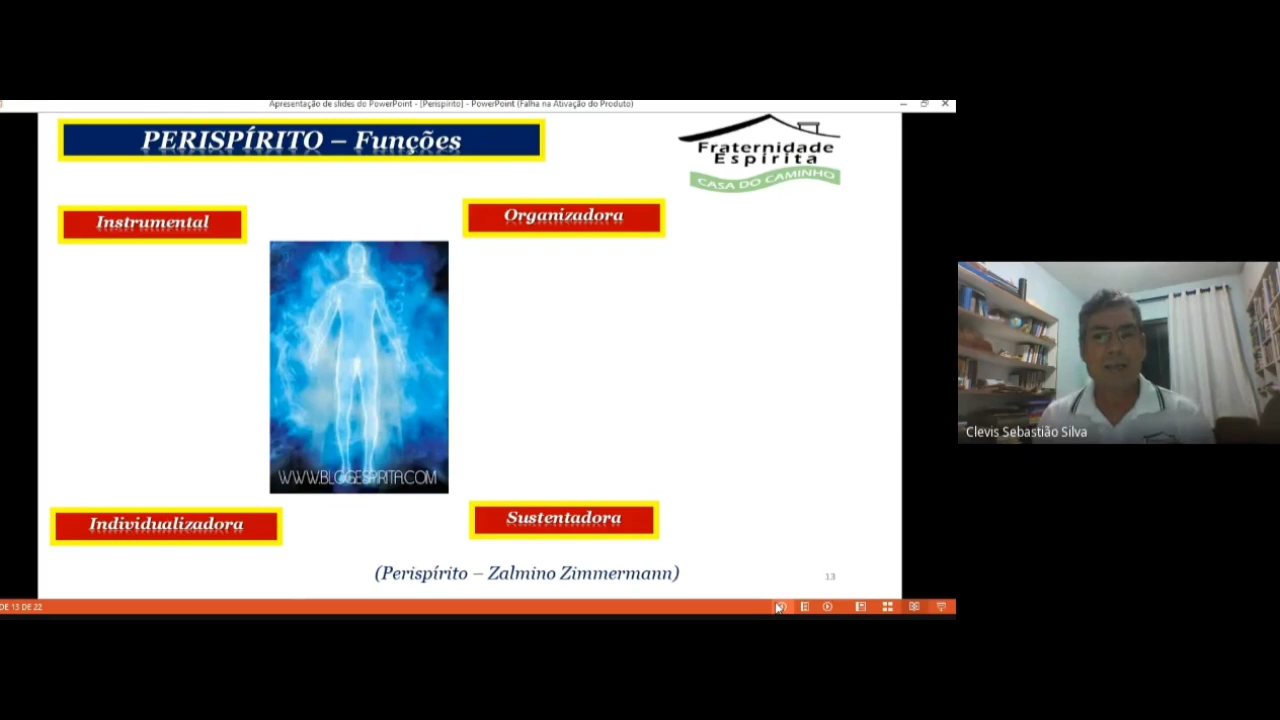 Apresentação de slides do PowerPoint - [Perispírito] - PowerPoint (Falha na Ativação do Produto)
PERISPÍRITO – Funções
Fraternidade
Espírita
CASA DO CAMINHO
Instrumental
Organizadora
WWW.BLOGESPIRITA.COM
Individualizadora
Sustentadora
(Perispírito – Zalmino Zimmermann)
13
DE 13 DE 22
Clevis Sebastião Silva